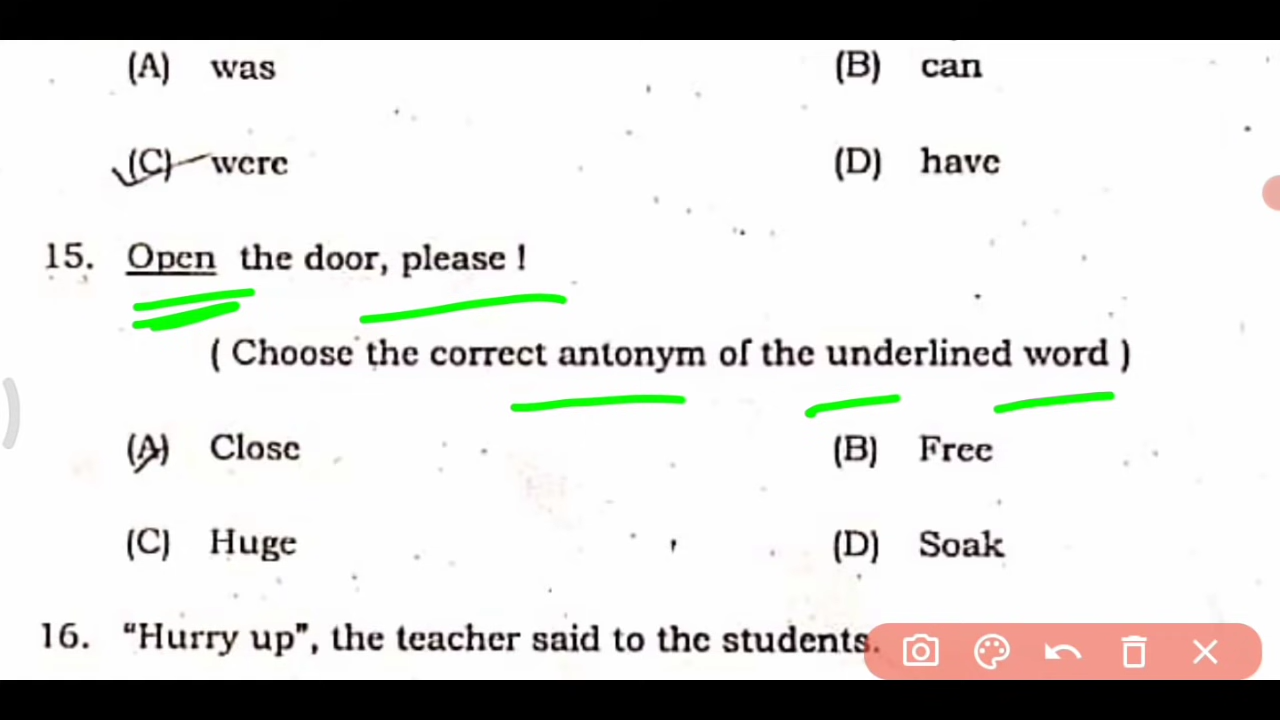 (A) was (B) can
(C) were (D) have
15. Open the door, please !
( Choose the correct antonym of the underlined word )
(A) Close (B) Free
(C) Huge (D) Soak
16. “Hurry up”, the teacher said to the students.